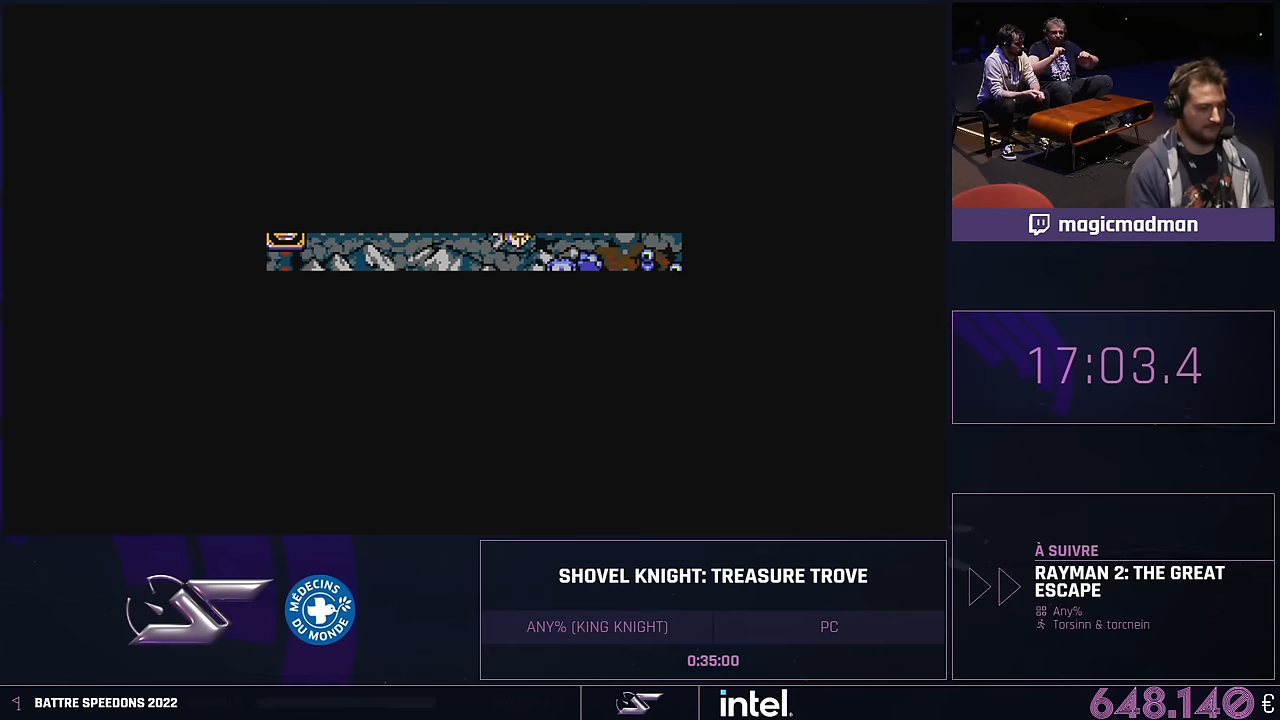 magicmadman
17:03.4
À SUIVRE
RAYMAN 2: THE GREAT
ESCAPE
Any%
Torsinn & torcnein
MÉDECINS
DU MONDE
SHOVEL KNIGHT: TREASURE TROVE
ANY% (KING KNIGHT)
PC
0:35:00
BATTRE SPEEDONS 2022
intel.
648.140 €